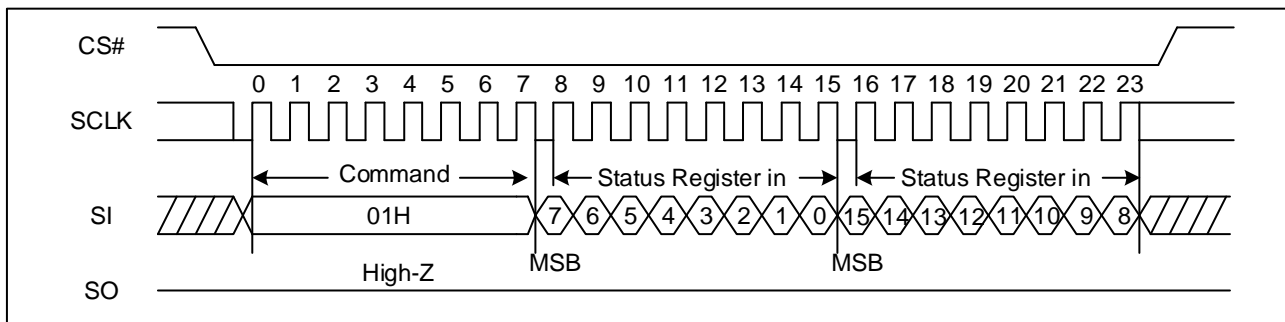 CS#
0 1 2 3 4 5 6 7 8 9 10 11 12 13 14 15 16 17 18 19 20 21 22 23
SCLK
Command Status Register in Status Register in
SI 01H 7 6 5 4 3 2 1 0 15 14 13 12 11 10 9 8
MSB MSB
High-Z
SO